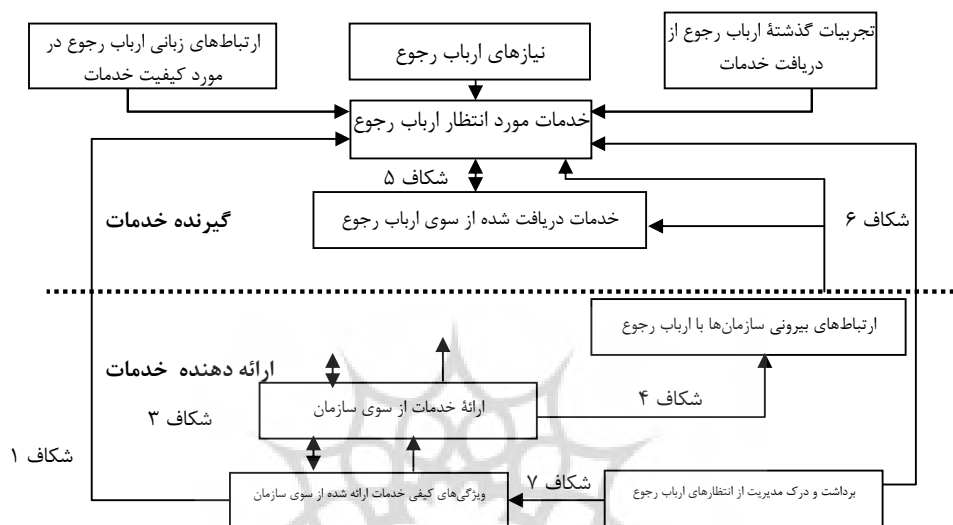 تجربیات گذشتۀ ارباب رجوع از
دریافت خدمات
نیازهای ارباب رجوع
ارتباط‌های زبانی ارباب رجوع در
مورد کیفیت خدمات
خدمات مورد انتظار ارباب رجوع
شکاف ۵
خدمات دریافت شده از سوی ارباب رجوع
شکاف ۶
گیرنده خدمات
ارتباط‌های بیرونی سازمان‌ها با ارباب رجوع
ارائه دهنده خدمات
ارائۀ خدمات از سوی سازمان
شکاف ۴
شکاف ۳
شکاف ۱
برداشت و درک مدیریت از انتظارهای ارباب رجوع
شکاف ۷
ویژگی‌های کیفی خدمات ارائه شده از سوی سازمان